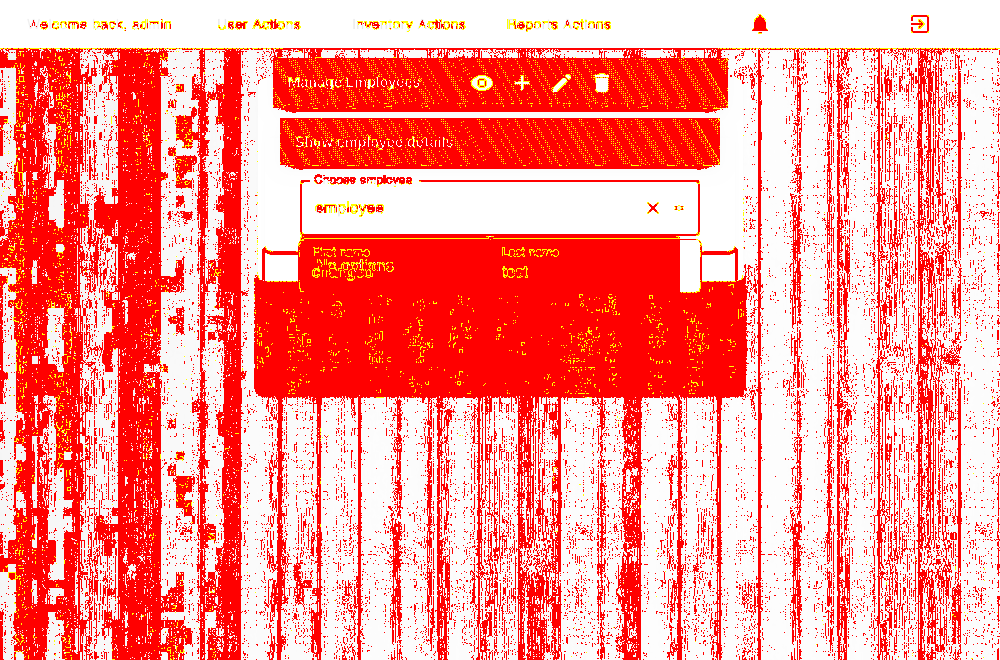 Welcome back, admin
User Actions
Inventory Actions
Reports Actions
Manage Employees
Show employee details
Choose employee
employee
First name
Last name
No options
changed
test